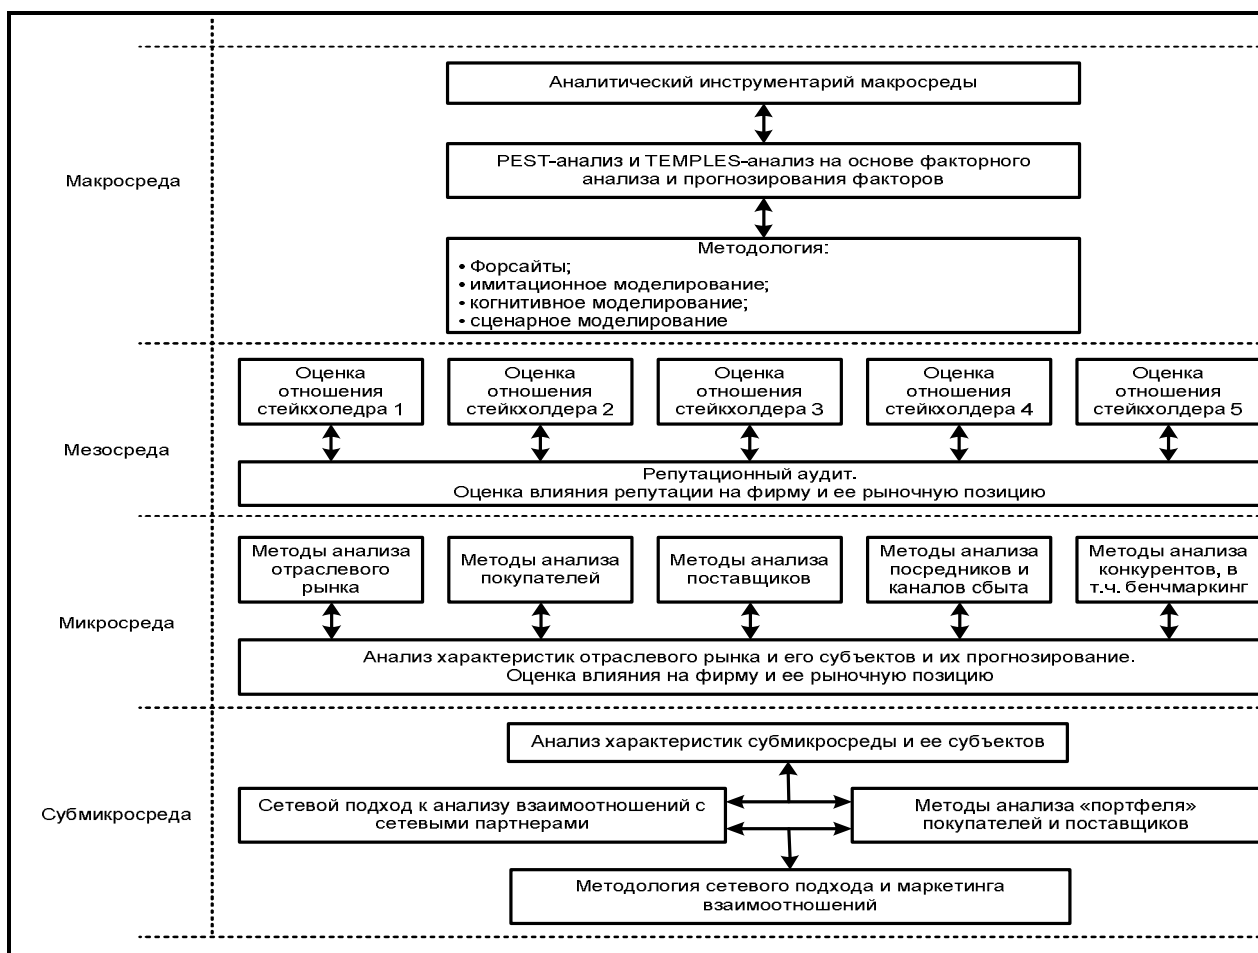 Макросреда
Аналитический инструментарий макросреды
PEST-анализ и TEMPLES-анализ на основе факторного
анализа и прогнозирования факторов
Методология:
• Форсайты;
• имитационное моделирование;
• когнитивное моделирование;
• сценарное моделирование
Мезосреда
Оценка
отношения
стейкхоледра 1
Оценка
отношения
стейкхолдера 2
Оценка
отношения
стейкхолдера 3
Оценка
отношения
стейкхолдера 4
Оценка
отношения
стейкхолдера 5
Репутационный аудит.
Оценка влияния репутации на фирму и ее рыночную позицию
Микросреда
Методы анализа
отраслевого
рынка
Методы анализа
покупателей
Методы анализа
поставщиков
Методы анализа
посредников и
каналов сбыта
Методы анализа
конкурентов, в
т.ч. бенчмаркинг
Анализ характеристик отраслевого рынка и его субъектов и их прогнозирование.
Оценка влияния на фирму и ее рыночную позицию
Субмикросреда
Анализ характеристик субмикросреды и ее субъектов
Сетевой подход к анализу взаимоотношений с
сетевыми партнерами
Методы анализа «портфеля»
покупателей и поставщиков
Методология сетевого подхода и маркетинга
взаимоотношений